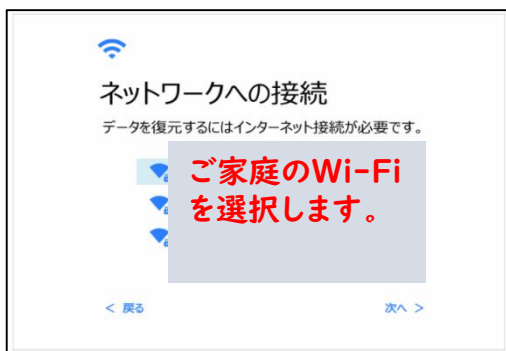 ネットワークへの接続
データを復元するにはインターネット接続が必要です。
ご家庭のWi-Fi
を選択します。
< 戻る
次へ >